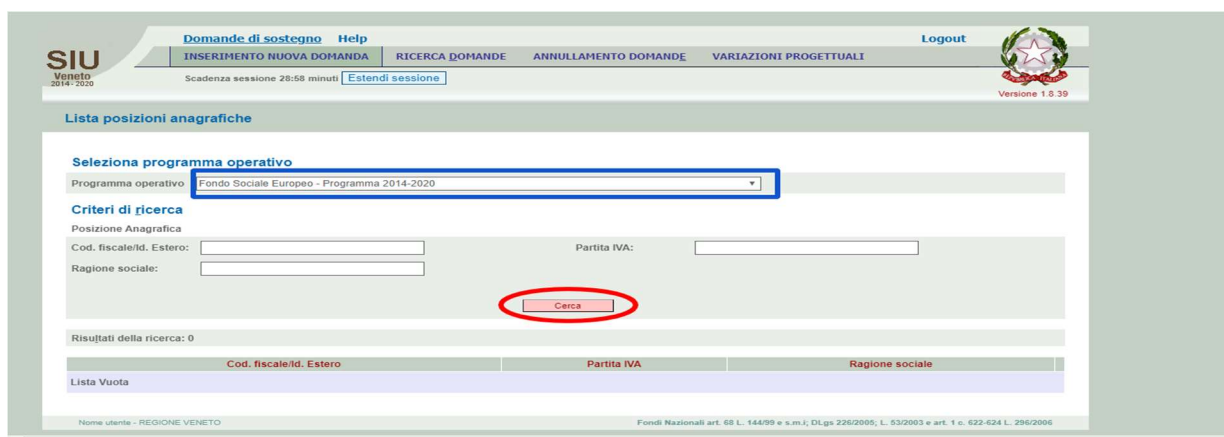 Domande di sostegno Help Logout
SIU
Veneto
2014-2020
INSERIMENTO NUOVA DOMANDA RICERCA DOMANDE ANNULLAMENTO DOMANDE VARIAZIONI PROGETTUALI
Scadenza sessione 28:58 minuti Estendi sessione
Versione 1.8.39
Lista posizioni anagrafiche
Seleziona programma operativo
Programma operativo Fondo Sociale Europeo - Programma 2014-2020
Criteri di ricerca
Posizione Anagrafica
Cod. fiscale/Id. Estero: Partita IVA:
Ragione sociale:
Cerca
Risultati della ricerca: 0
Cod. fiscale/Id. Estero Partita IVA Ragione sociale
Lista Vuota
Nome utente - REGIONE VENETO Fondi Nazionali art. 68 L. 144/99 e s.m.i; DLgs 226/2005; L. 53/2003 e art. 1 c. 622-624 L. 296/2006